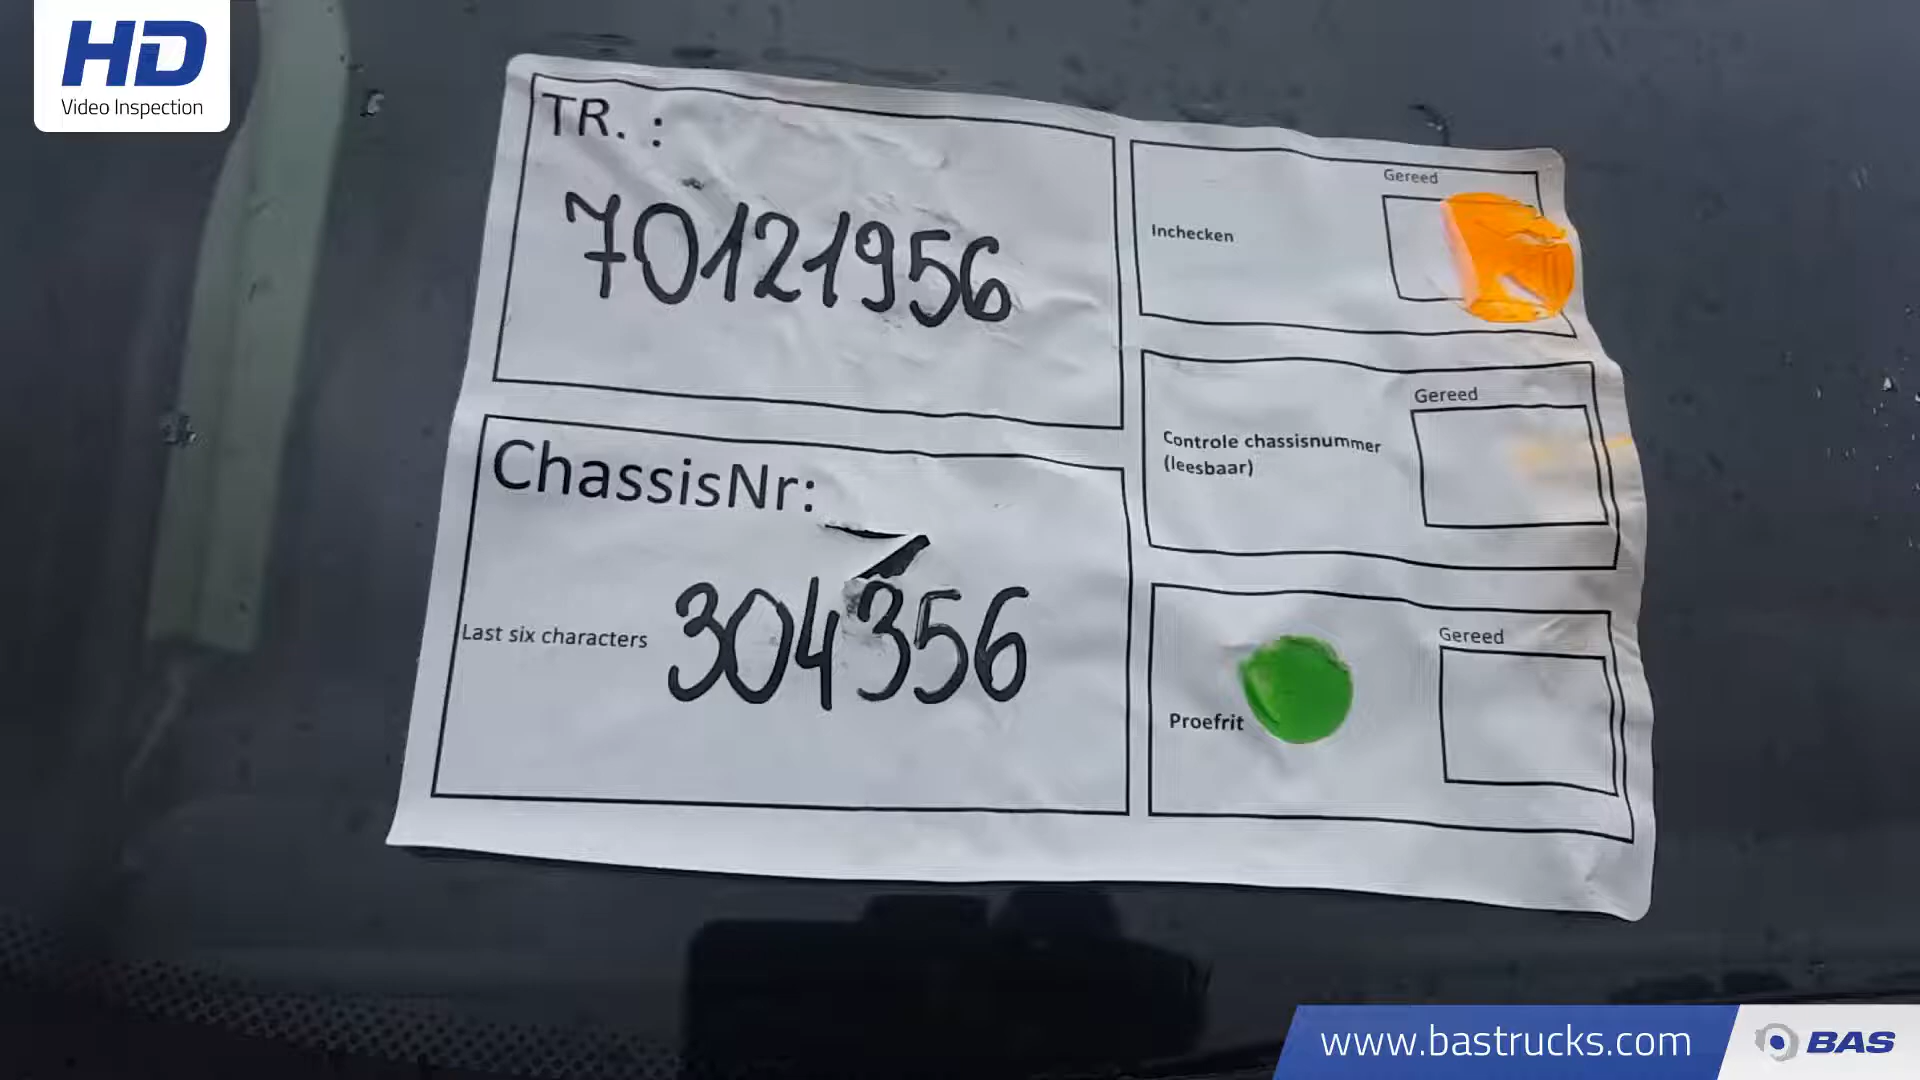 HD
Video Inspection
TR. :
70121956
ChassisNr:
Last six characters
304356
Gereed
Inchecken
Gereed
Controle chassisnummer
(leesbaar)
Gereed
Proefrit
www.bastrucks.com
BAS